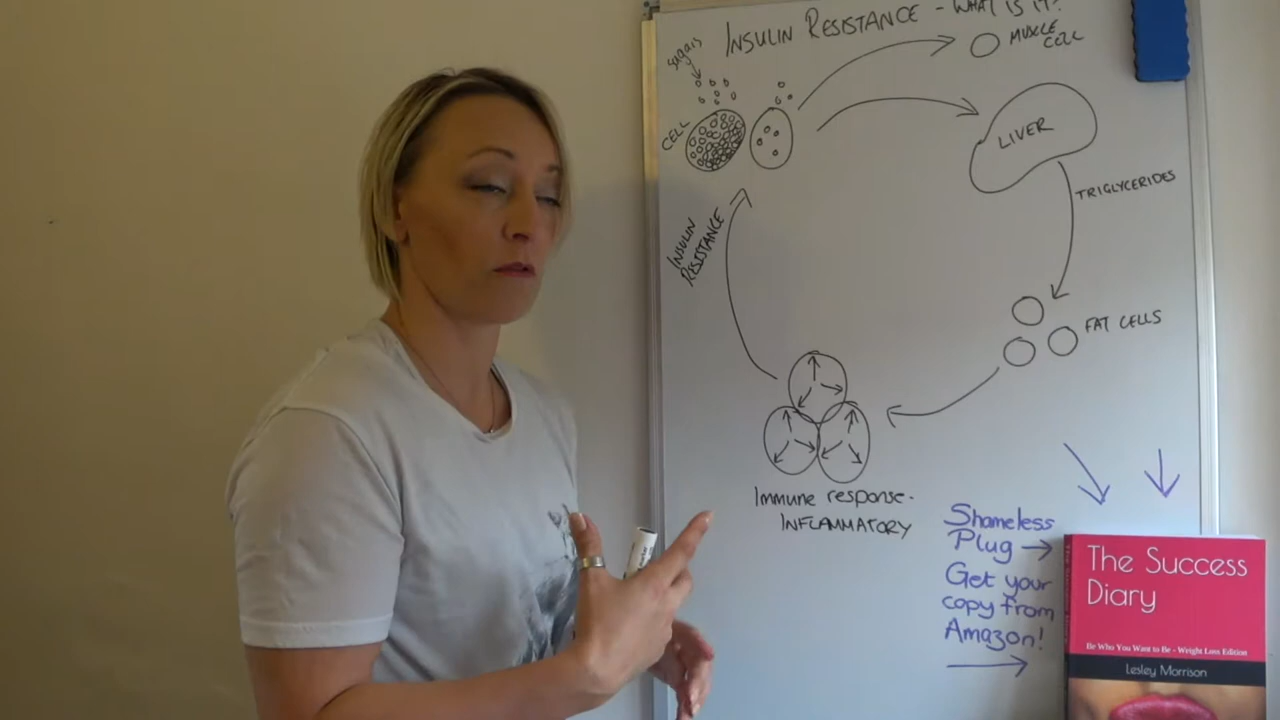 INSULIN RESISTANCE - WHAT IS IT?
MUSCLE
CELL
sugars
CELL
LIVER
TRIGLYCERIDES
INSULIN
RESISTANCE
FAT CELLS
Immune response-
INFLAMMATORY
Shameless
Plug
Get your
copy from
Amazon!
The Success
Diary
Be Who You Want to Be - Weight Loss Edition
Lesley Morrison